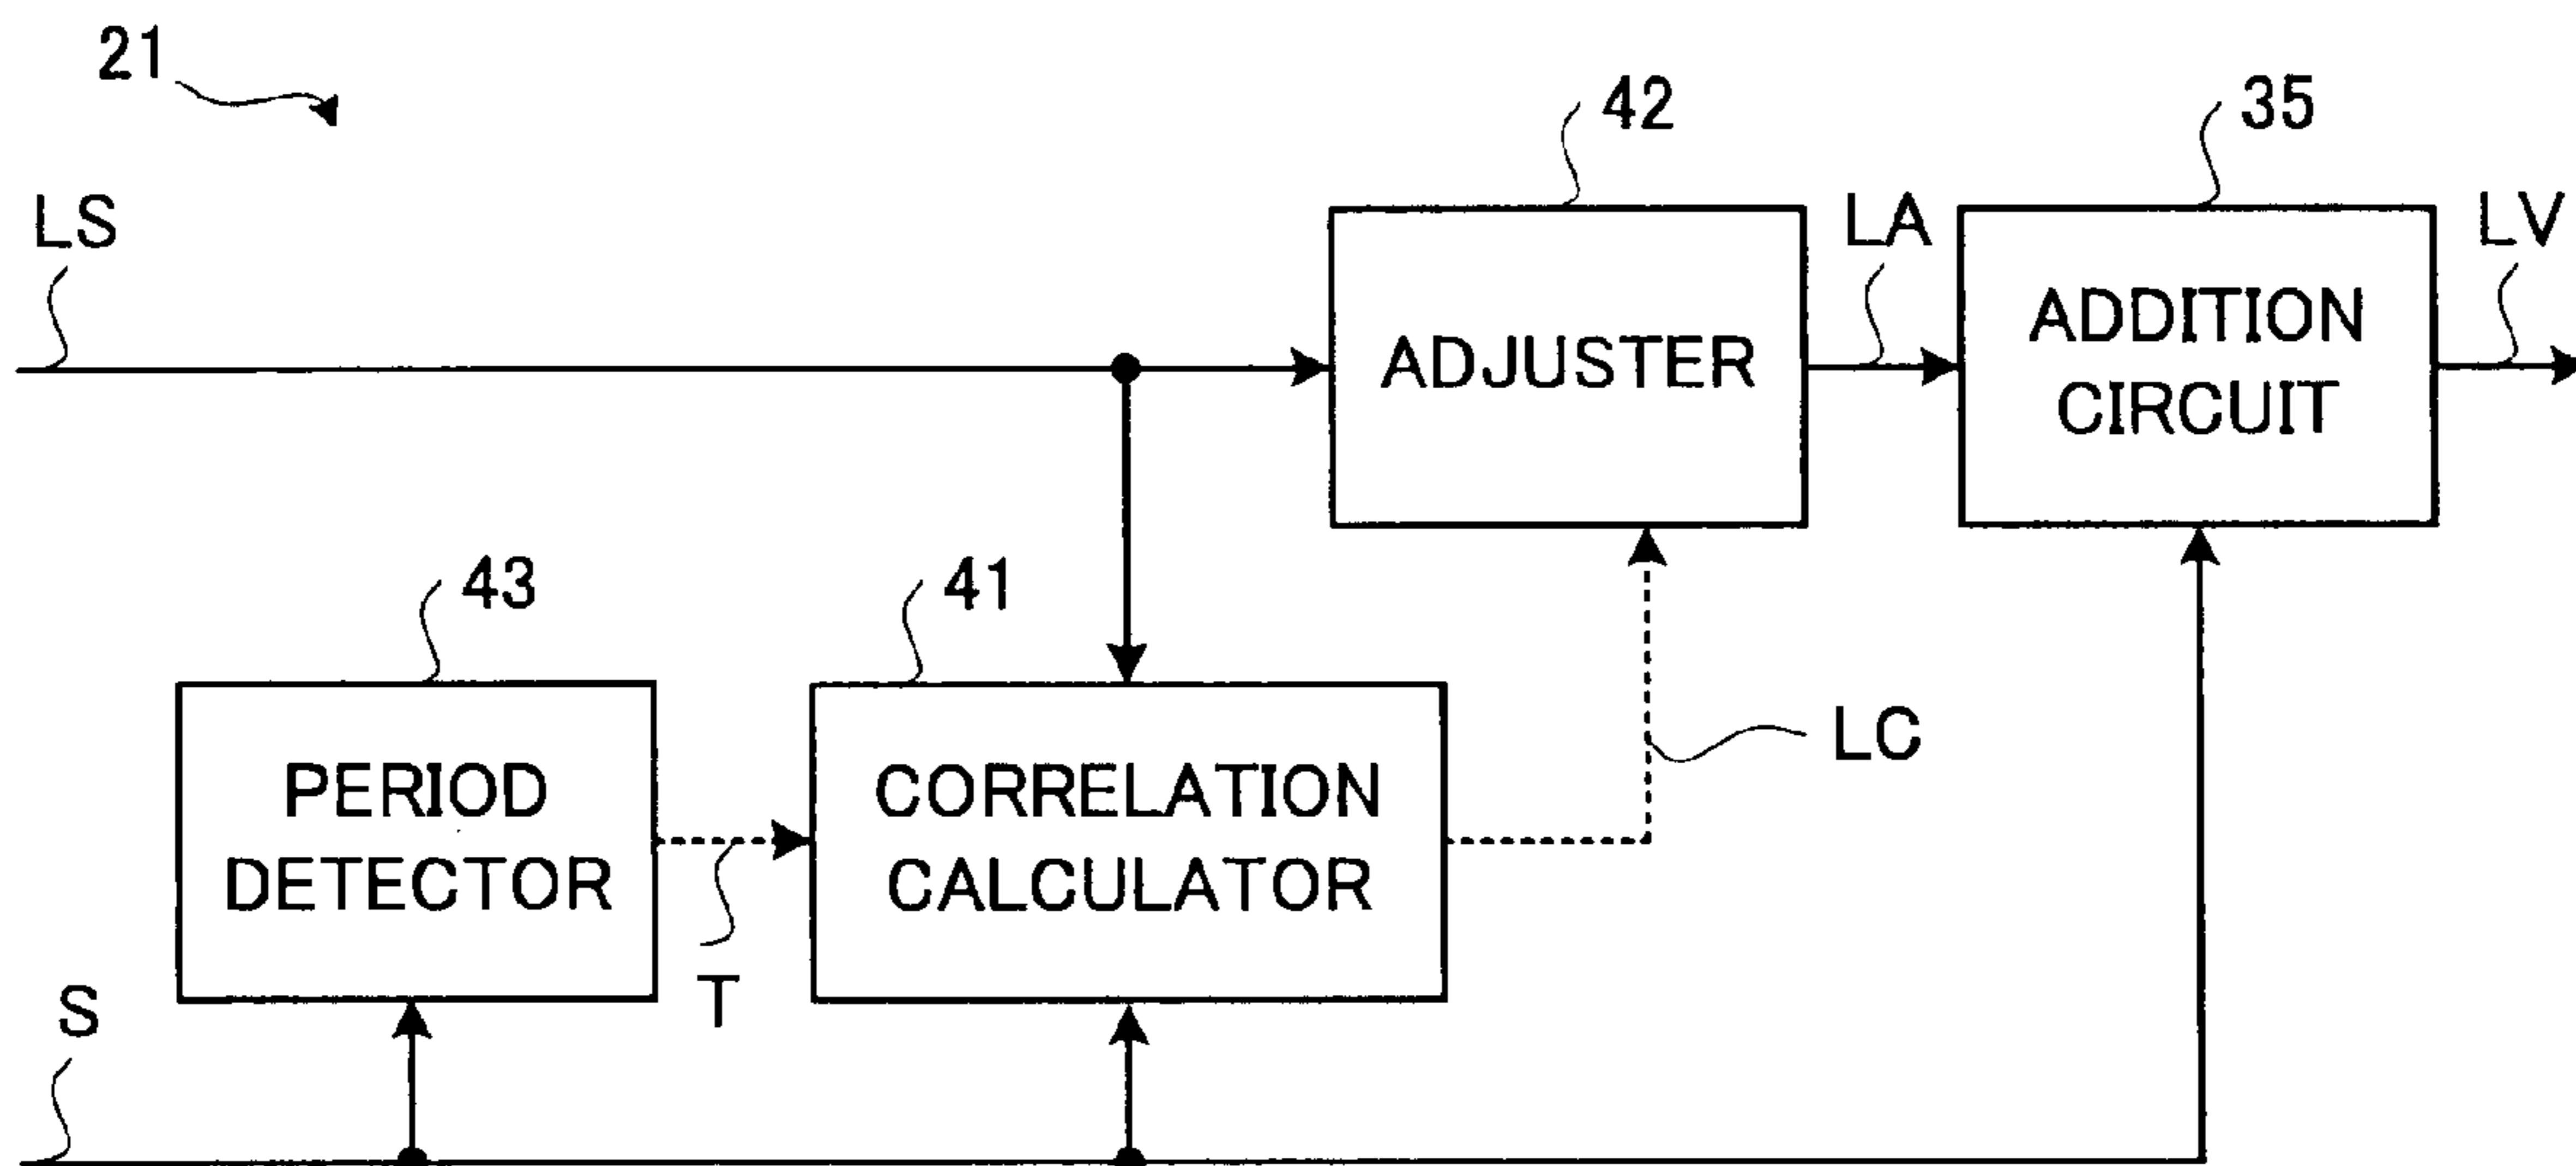 21
42
35
LS
LA
LV
ADJUSTER
ADDITION
CIRCUIT
43
41
LC
PERIOD
DETECTOR
CORRELATION
CALCULATOR
T
S